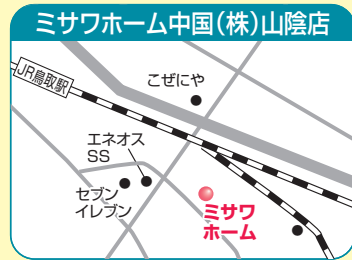 ミサワホーム中国(株)山陰店
JR鳥取駅
こぜにや
エネオス
SS
セブン
イレブン
ミサワ
ホーム